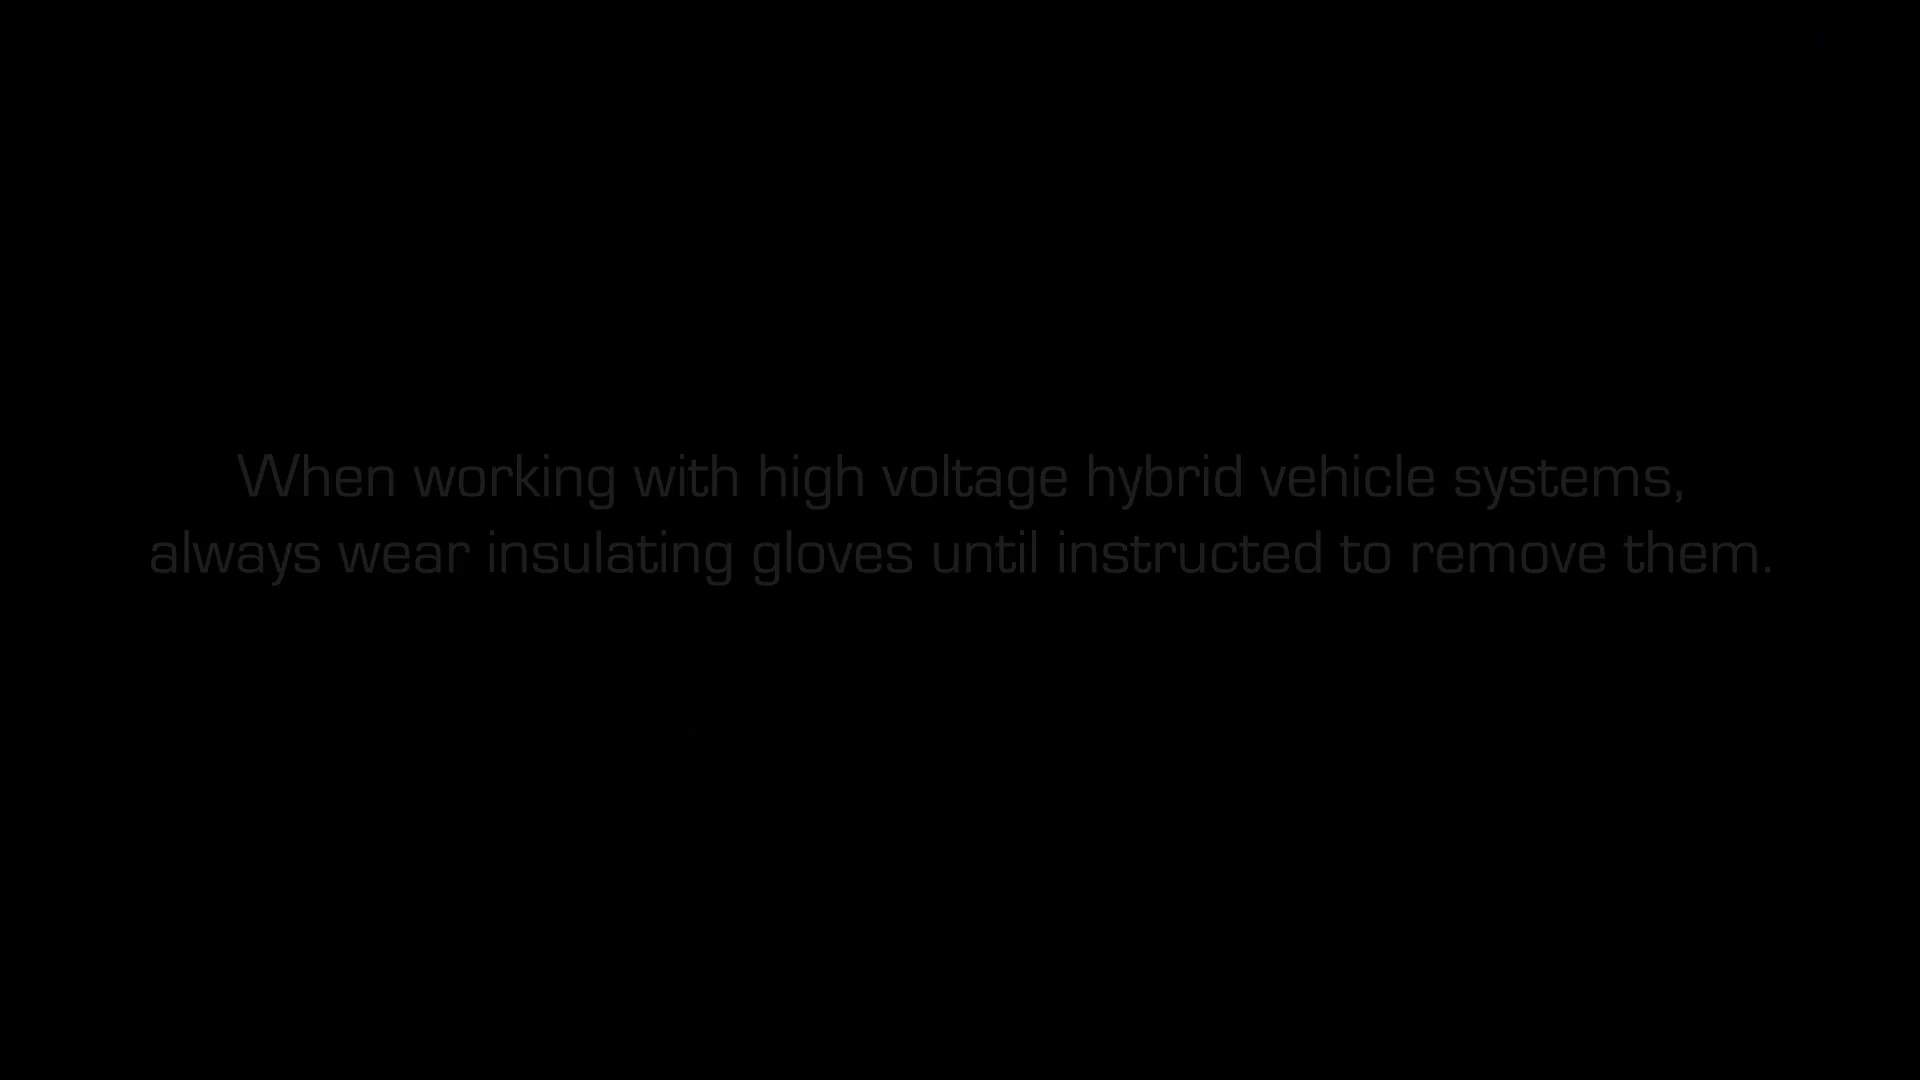 When working with high voltage hybrid vehicle systems,
always wear insulating gloves until instructed to remove them.